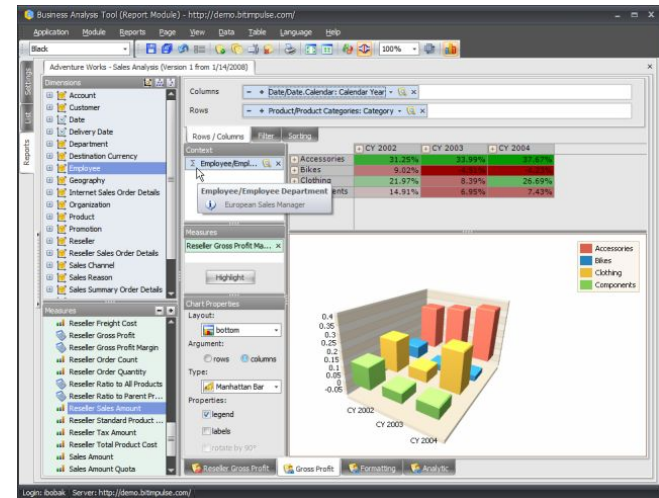 Business Analysis Tool (Report Module) - http://demo.bitimpulse.com/
Application Module Reports Page View Data Table Language Help
Black
100%
Adventure Works - Sales Analysis (Version 1 from 1/14/2008)
Settings
List
Reports
Dimensions
Account
Customer
Date
Delivery Date
Department
Destination Currency
Employee
Geography
Internet Sales Order Details
Organization
Product
Promotion
Reseller
Reseller Sales Order Details
Sales Channel
Sales Reason
Sales Summary Order Details
Measures
Reseller Freight Cost
Reseller Gross Profit
Reseller Gross Profit Margin
Reseller Order Count
Reseller Order Quantity
Reseller Ratio to All Products
Reseller Ratio to Parent Pr...
Reseller Sales Amount
Reseller Standard Product ...
Reseller Tax Amount
Reseller Total Product Cost
Sales Amount
Sales Amount Quota
Columns
Date/Date.Calendar: Calendar Year
Rows
Product/Product Categories: Category
Rows / Columns Filter Sorting
Context
Σ Employee/Empl...
Employee/Employee Department
European Sales Manager
Measures
Reseller Gross Profit Ma...
Highlight
Chart Properties
Layout:
bottom
Argument:
rows columns
Type:
Manhattan Bar
Properties:
legend
labels
rotate by 90°
CY 2002 CY 2003 CY 2004
Accessories 31.25% 33.99% 37.67%
Bikes 9.02%
Clothing 21.97% 8.39% 26.69%
ents 14.91% 6.95% 7.43%
Accessories
Bikes
Clothing
Components
0.4
0.35
0.3
0.25
0.2
0.15
0.1
0.05
0
-0.05
CY 2002
CY 2003
CY 2004
Reseller Gross Profit Gross Profit Formatting Analytic
Login: ibobak Server: http://demo.bitimpulse.com/